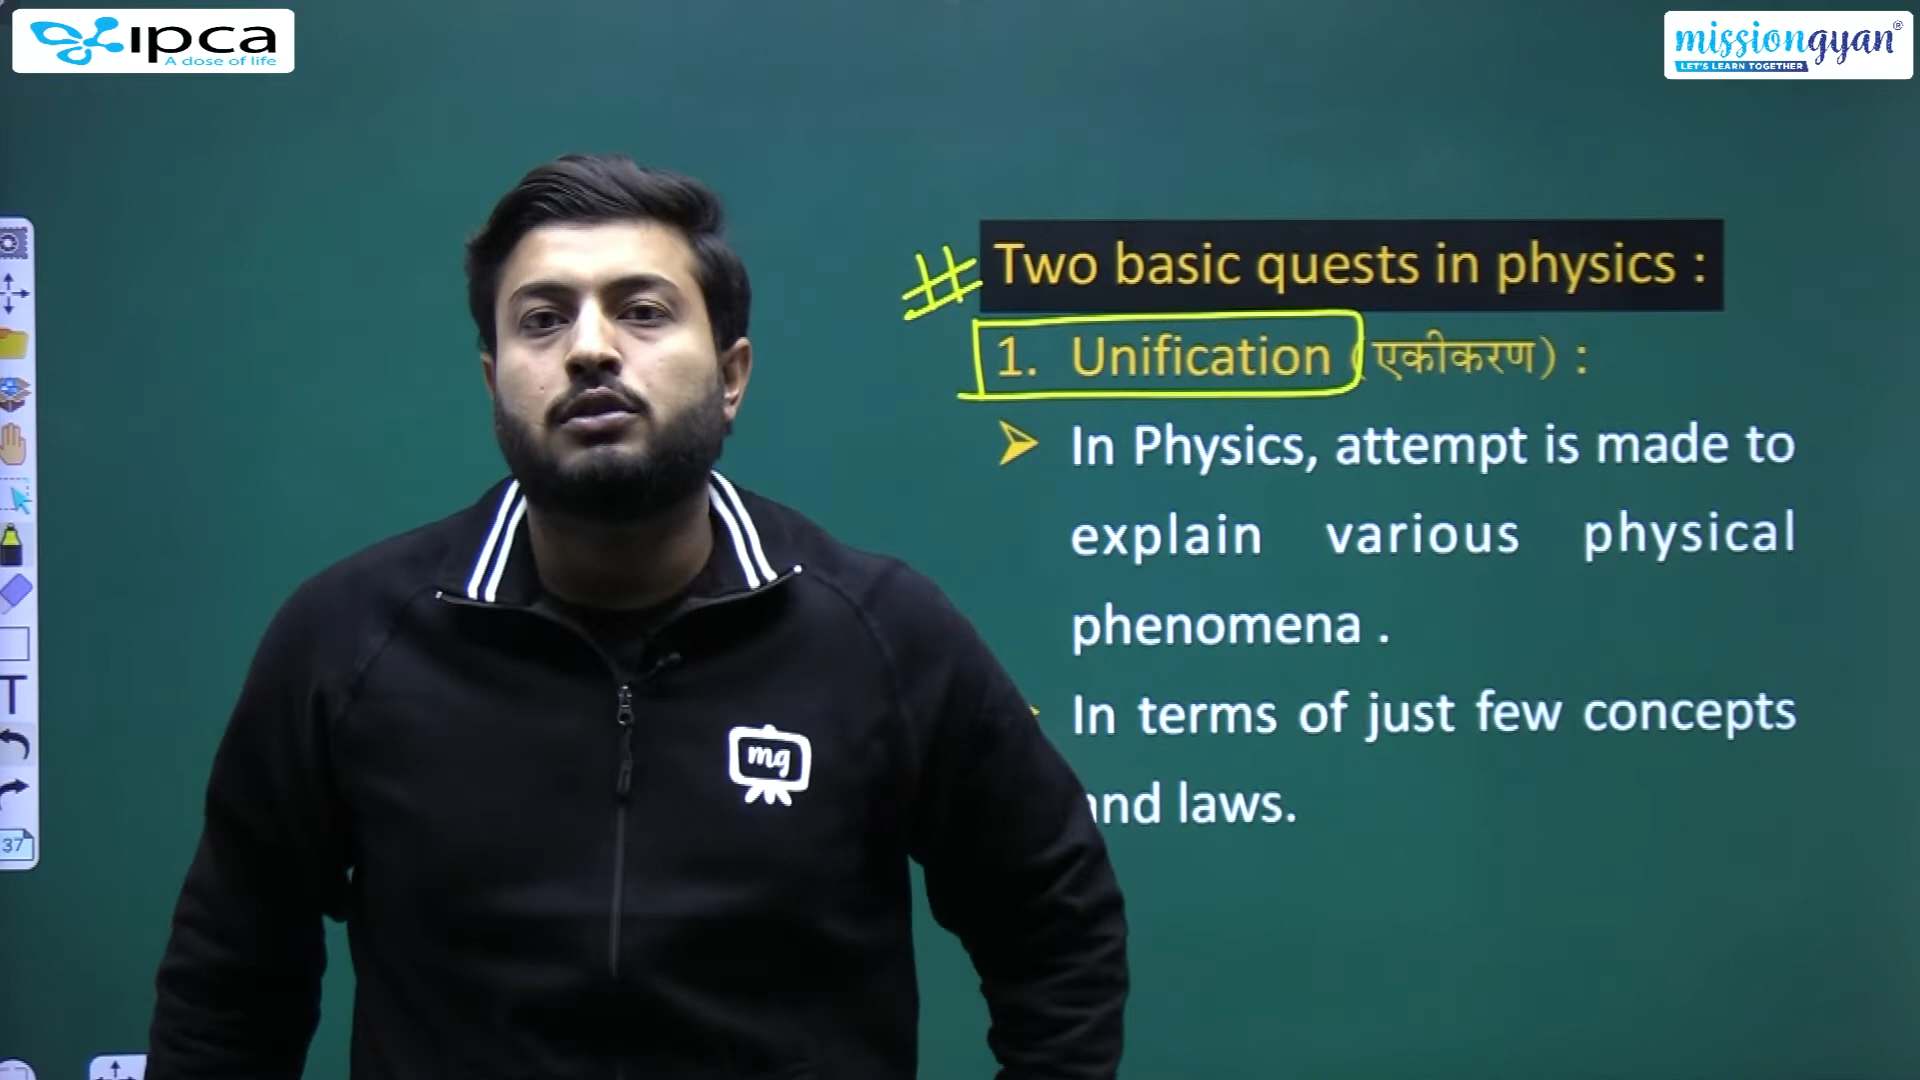 ipca
A dose of life
missiongyan®
LET'S LEARN TOGETHER
# Two basic quests in physics :
1. Unification (एकीकरण) :
In Physics, attempt is made to
explain various physical
phenomena .
In terms of just few concepts
and laws.
mg
T
37